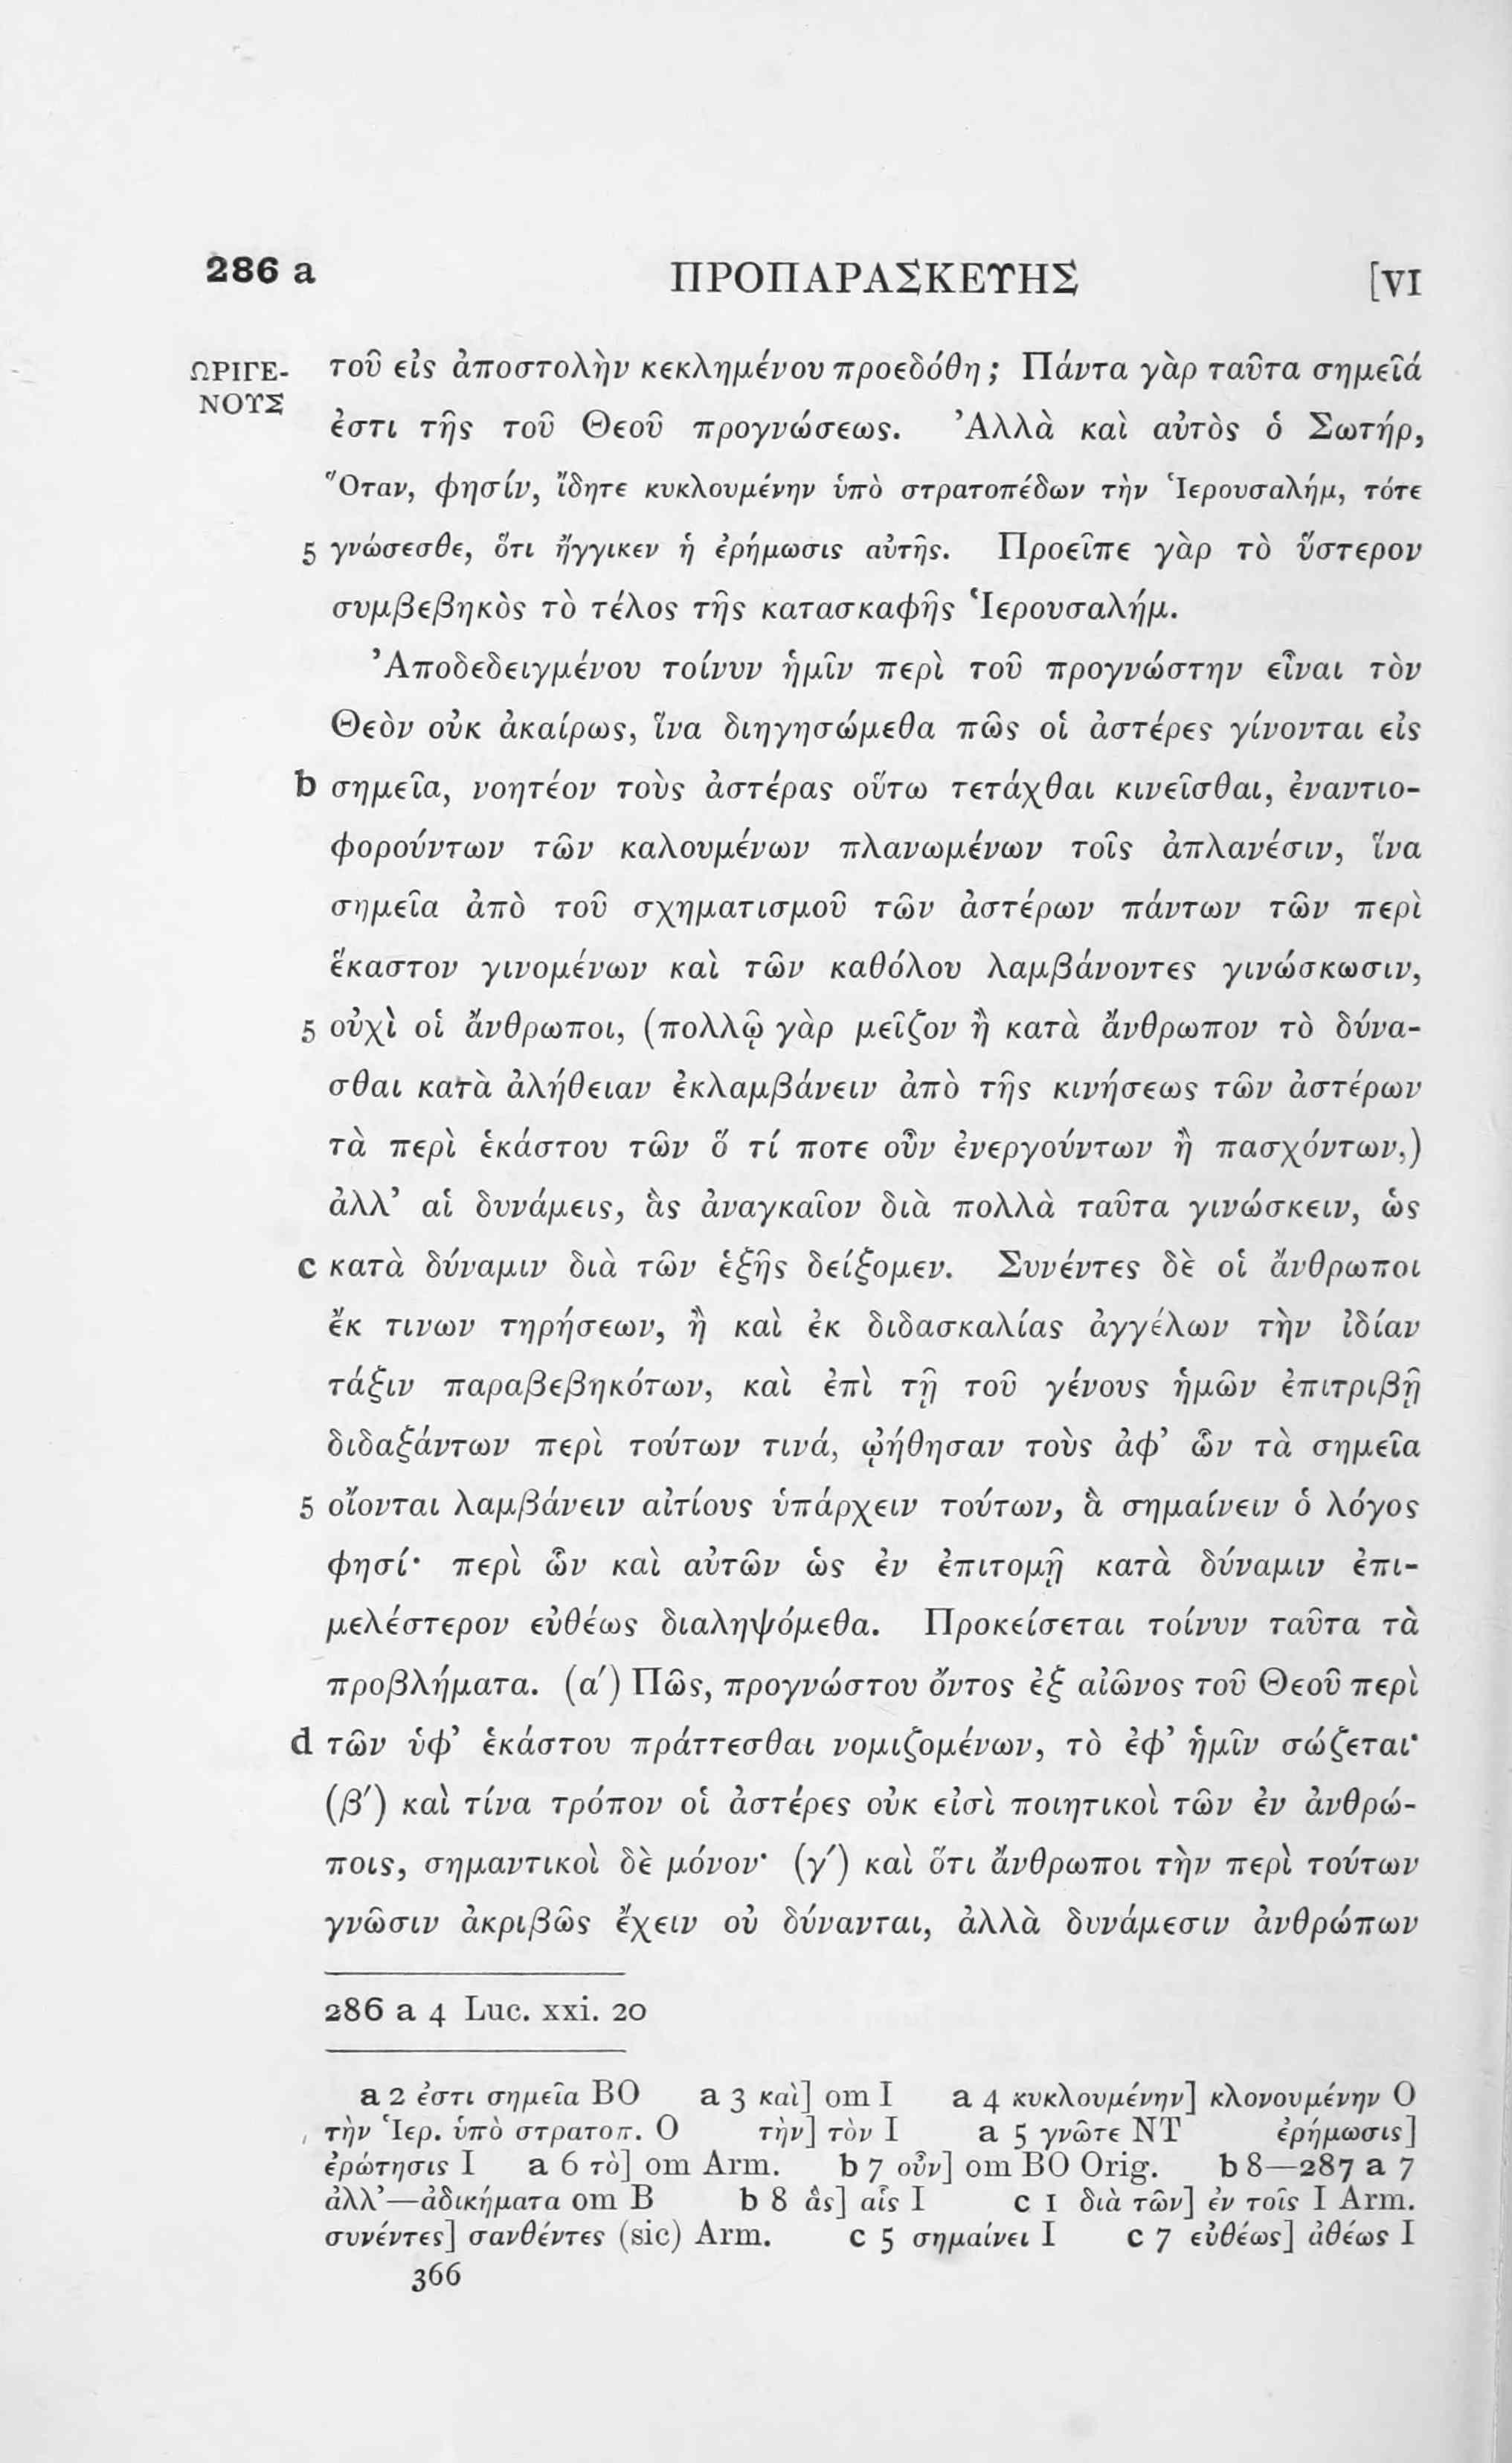 286 a ΠΡΟΠΑΡΑΣΚΕΥΗΣ [VI
ΩΡΙΓΕ- τοῦ εἰς ἀποστολὴν κεκλημένου προεδόθη; Πάντα γὰρ ταῦτα σημεῖά
ΝΟΥΣ ἐστι τῆς τοῦ Θεοῦ προγνώσεως. Ἀλλὰ καὶ αὐτὸς ὁ Σωτήρ,
Ὅταν, φησίν, ἴδητε κυκλουμένην ὑπὸ στρατοπέδων τὴν Ἱερουσαλήμ, τότε
5 γνώσεσθε, ὅτι ἤγγικεν ἡ ἐρήμωσις αὐτῆς. Προεῖπε γὰρ τὸ ὕστερον
συμβεβηκὸς τὸ τέλος τῆς κατασκαφῆς Ἱερουσαλήμ.
Ἀποδεδειγμένου τοίνυν ἡμῖν περὶ τοῦ προγνώστην εἶναι τὸν
Θεὸν οὐκ ἀκαίρως, ἵνα διηγησώμεθα πῶς οἱ ἀστέρες γίνονται εἰς
b σημεῖα, νοητέον τοὺς ἀστέρας οὕτω τετάχθαι κινεῖσθαι, ἐναντιο-
φορούντων τῶν καλουμένων πλανωμένων τοῖς ἀπλανέσιν, ἵνα
σημεῖα ἀπὸ τοῦ σχηματισμοῦ τῶν ἀστέρων πάντων τῶν περὶ
ἕκαστον γινομένων καὶ τῶν καθόλου λαμβάνοντες γινώσκωσιν,
5 οὐχὶ οἱ ἄνθρωποι, (πολλῷ γὰρ μεῖζον ἢ κατὰ ἄνθρωπον τὸ δύνα-
σθαι κατὰ ἀλήθειαν ἐκλαμβάνειν ἀπὸ τῆς κινήσεως τῶν ἀστέρων
τὰ περὶ ἑκάστου τῶν ὅ τί ποτε οὖν ἐνεργούντων ἢ πασχόντων,)
ἀλλ’ αἱ δυνάμεις, ἃς ἀναγκαῖον διὰ πολλὰ ταῦτα γινώσκειν, ὡς
c κατὰ δύναμιν διὰ τῶν ἑξῆς δείξομεν. Συνέντες δὲ οἱ ἄνθρωποι
ἔκ τινων τηρήσεων, ἢ καὶ ἐκ διδασκαλίας ἀγγέλων τὴν ἰδίαν
τάξιν παραβεβηκότων, καὶ ἐπὶ τῇ τοῦ γένους ἡμῶν ἐπιτριβῇ
διδαξάντων περὶ τούτων τινά, ᾠήθησαν τοὺς ἀφ’ ὧν τὰ σημεῖα
5 οἴονται λαμβάνειν αἰτίους ὑπάρχειν τούτων, ἃ σημαίνειν ὁ λόγος
φησί· περὶ ὧν καὶ αὐτῶν ὡς ἐν ἐπιτομῇ κατὰ δύναμιν ἐπι-
μελέστερον εὐθέως διαληψόμεθα. Προκείσεται τοίνυν ταῦτα τὰ
προβλήματα. (α′) Πῶς, προγνώστου ὄντος ἐξ αἰῶνος τοῦ Θεοῦ περὶ
d τῶν ὑφ’ ἑκάστου πράττεσθαι νομιζομένων, τὸ ἐφ’ ἡμῖν σώζεται·
(β′) καὶ τίνα τρόπον οἱ ἀστέρες οὐκ εἰσὶ ποιητικοὶ τῶν ἐν ἀνθρώ-
ποις, σημαντικοὶ δὲ μόνον· (γ′) καὶ ὅτι ἄνθρωποι τὴν περὶ τούτων
γνῶσιν ἀκριβῶς ἔχειν οὐ δύνανται, ἀλλὰ δυνάμεσιν ἀνθρώπων
286 a 4 Luc. xxi. 20
a 2 ἐστι σημεῖα BO a 3 καὶ] om I a 4 κυκλουμένην] κλονουμένην O
τὴν Ἱερ. ὑπὸ στρατοπ. O τὴν] τὸν I a 5 γνῶτε NT ἐρήμωσις]
ἐρώτησις I a 6 τὸ] om Arm. b 7 οὖν] om BO Orig. b 8—287 a 7
ἀλλ’—ἀδικήματα om B b 8 ἃς] αἷς I c 1 διὰ τῶν] ἐν τοῖς I Arm.
συνέντες] σανθέντες (sic) Arm. c 5 σημαίνει I c 7 εὐθέως] ἀθέως I
366